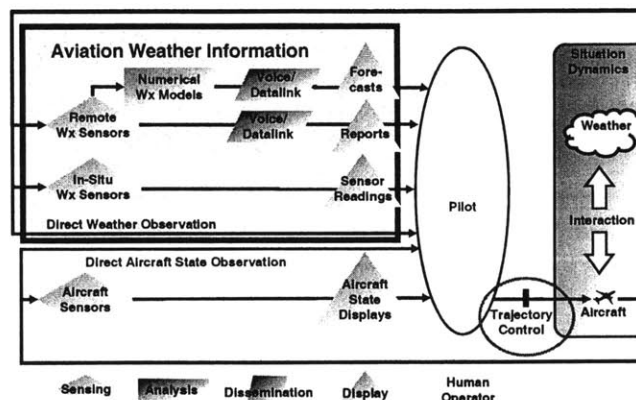 Aviation Weather Information
Situation
Dynamics
Numerical
Wx Models
Voice/
Datalink
Fore-
casts
Remote
Wx Sensors
Voice/
Datalink
Reports
Weather
In-Situ
Wx Sensors
Sensor
Readings
Pilot
Interaction
Direct Weather Observation
Direct Aircraft State Observation
Aircraft
Sensors
Aircraft
State
Displays
Trajectory
Control
Aircraft
Sensing
Analysis
Dissemination
Display
Human
Operator